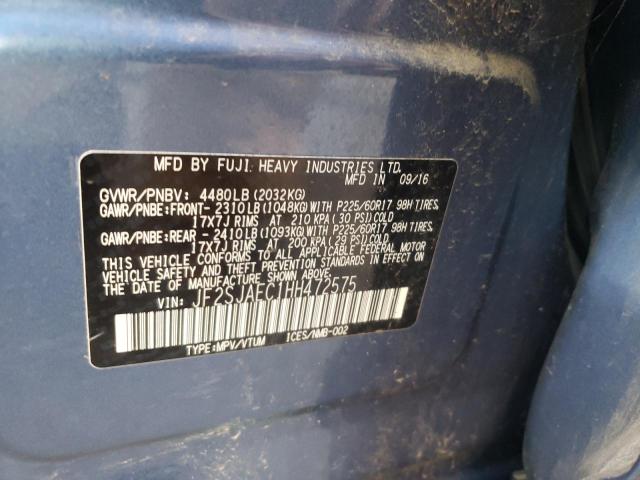 MFD BY FUJI HEAVY INDUSTRIES LTD.
MFD IN 09/16
GVWR/PNBV: 4480LB (2032KG)
GAWR/PNBE:FRONT-2310LB(1048KG)WITH P225/60R17 98H TIRES,
17X7J RIMS AT 210 KPA(30 PSI)COLD
GAWR/PNBE:REAR -2410LB(1093KG)WITH P225/60R17 98H TIRES,
17X7J RIMS AT 200 KPA(29 PSI)COLD
THIS VEHICLE CONFORMS TO ALL APPLICABLE FEDERAL MOTOR
VEHICLE SAFETY AND THEFT PREVENTION STANDARDS IN EFFECT
ON THE DATE OF MANUFACTURE SHOWN ABOVE.
VIN: JF2SJAEC1HH472575
TYPE:MPV/VTUM ICES/NMB-002